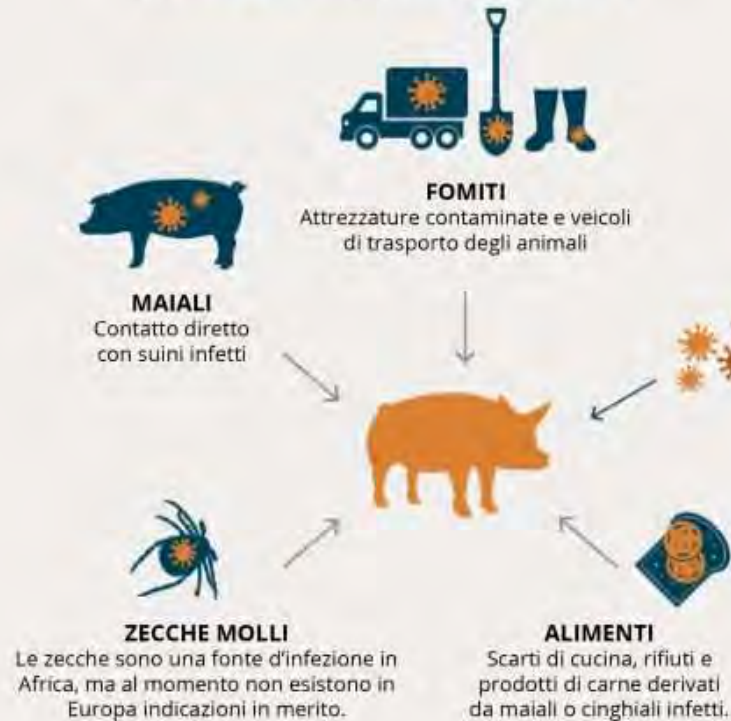 FOMITI
Attrezzature contaminate e veicoli
di trasporto degli animali
MAIALI
Contatto diretto
con suini infetti
ZECCHE MOLLI
Le zecche sono una fonte d'infezione in
Africa, ma al momento non esistono in
Europa indicazioni in merito.
ALIMENTI
Scarti di cucina, rifiuti e
prodotti di carne derivati
da maiali o cinghiali infetti.